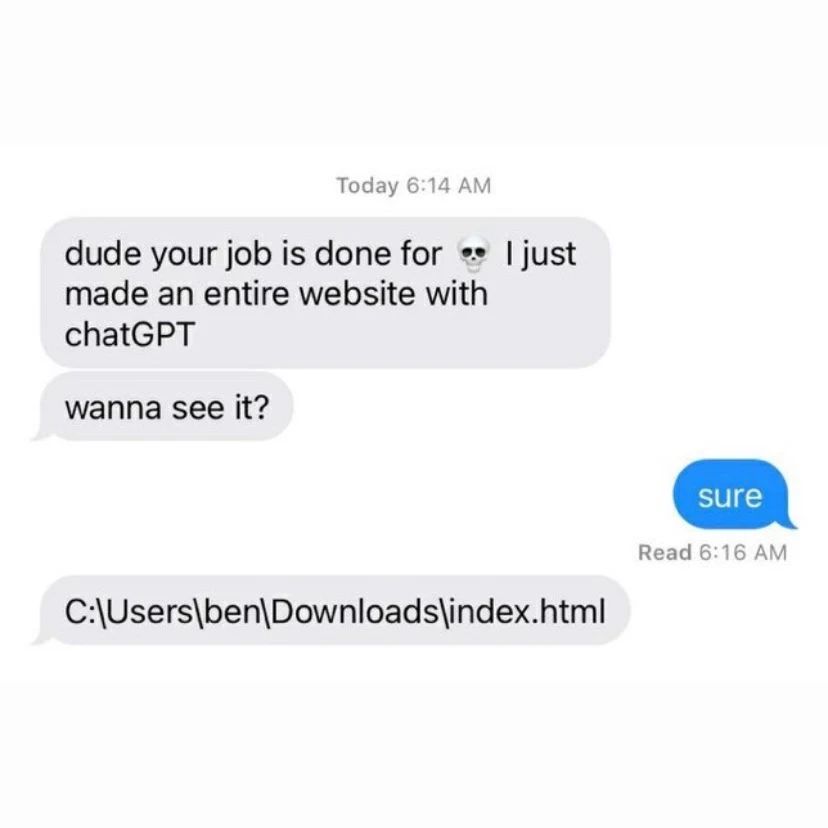 Today 6:14 AM
dude your job is done for 💀 I just
made an entire website with
chatGPT
wanna see it?
sure
Read 6:16 AM
C:\Users\ben\Downloads\index.html